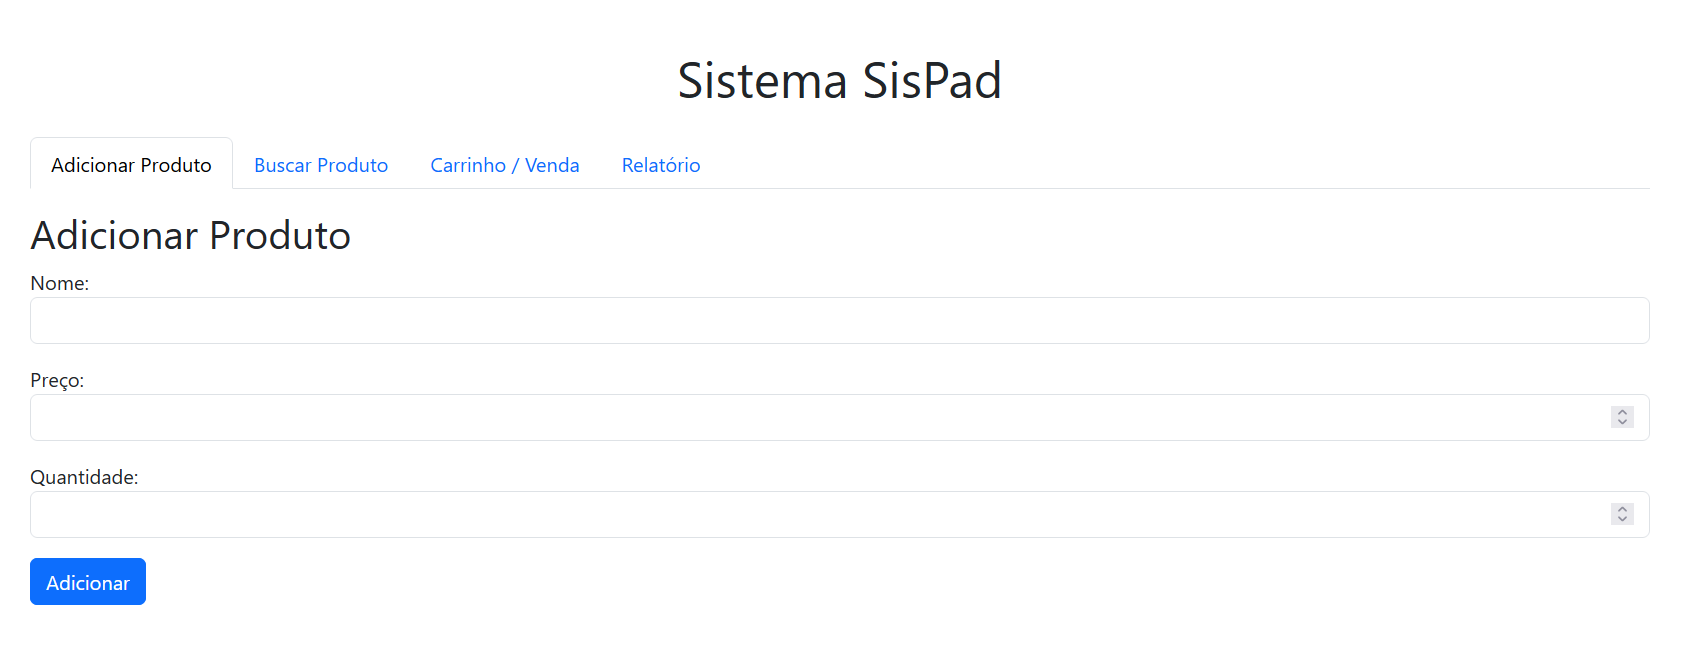 Sistema SisPad
Adicionar Produto Buscar Produto Carrinho / Venda Relatório
Adicionar Produto
Nome:
Preço:
Quantidade:
Adicionar